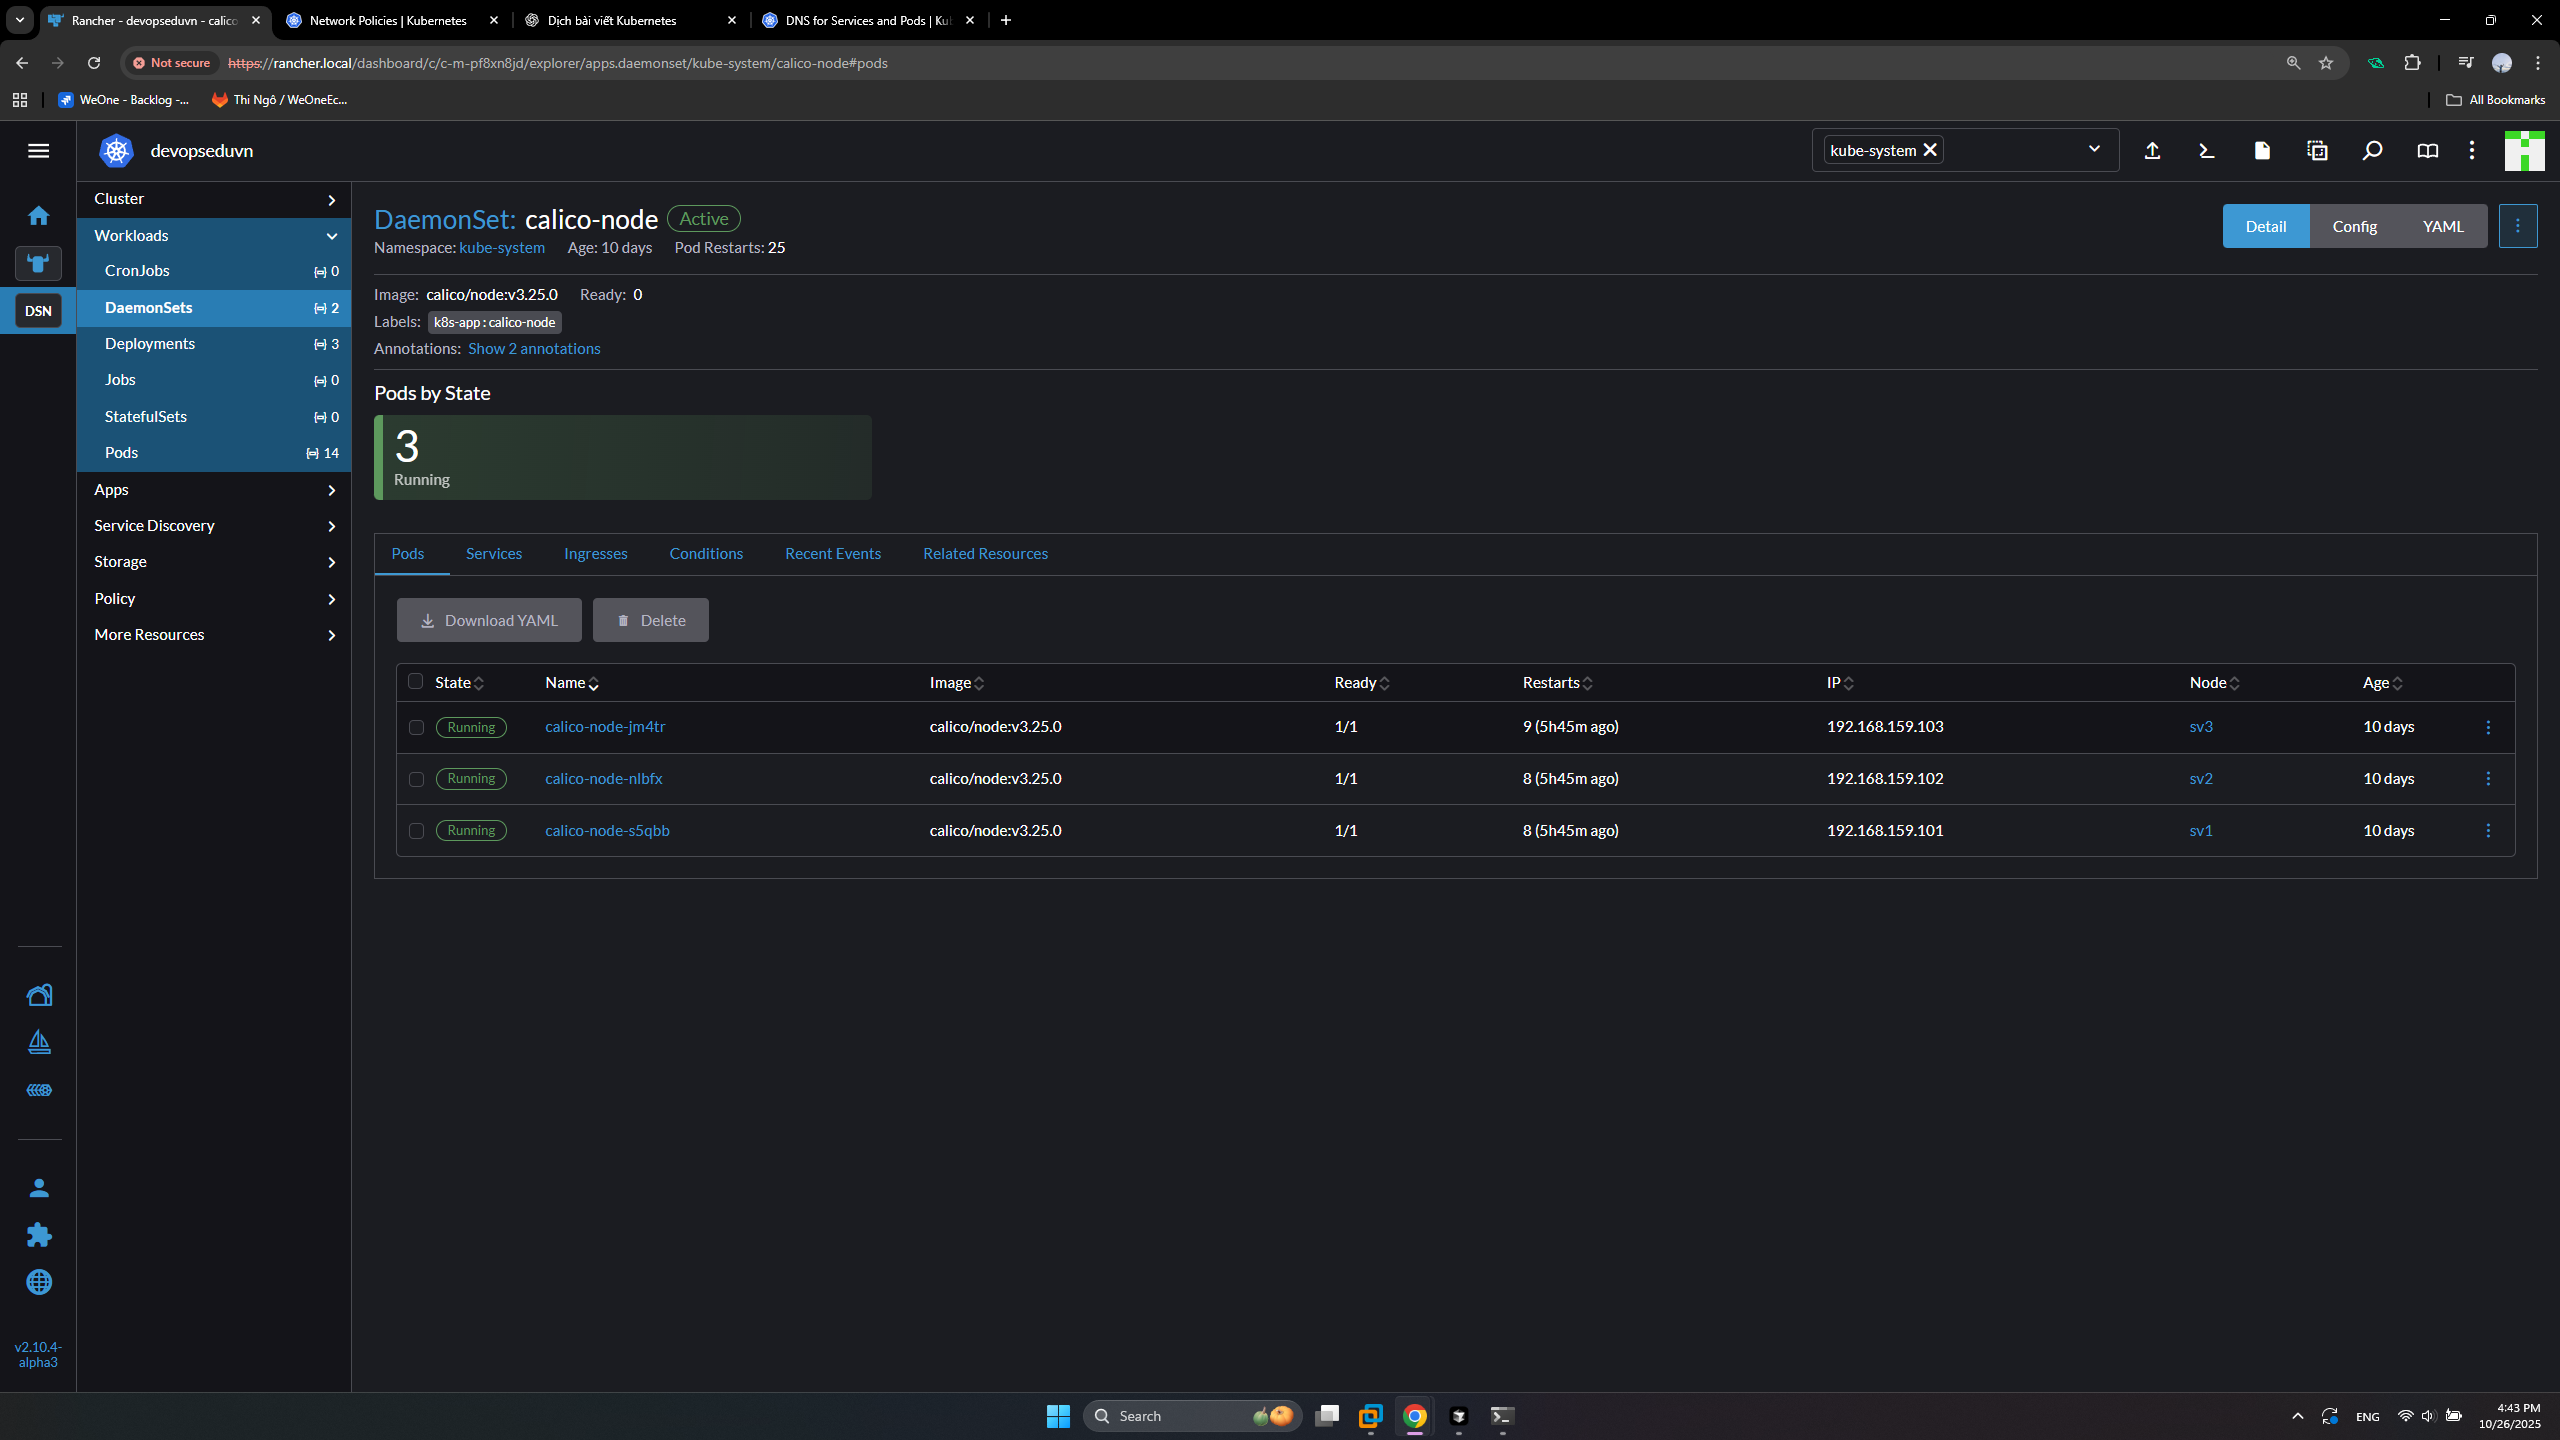 Rancher - devopseduvn - calico
Network Policies | Kubernetes
Dịch bài viết Kubernetes
DNS for Services and Pods | Ku
Not secure
https://rancher.local/dashboard/c/c-m-pf8xn8jd/explorer/apps.daemonset/kube-system/calico-node#pods
WeOne - Backlog -...
Thi Ngô / WeOneEc...
All Bookmarks
devopseduvn
kube-system
DSN
Cluster
Workloads
CronJobs 0
DaemonSets 2
Deployments 3
Jobs 0
StatefulSets 0
Pods 14
Apps
Service Discovery
Storage
Policy
More Resources
v2.10.4-
alpha3
DaemonSet: calico-node Active
Namespace: kube-system Age: 10 days Pod Restarts: 25
Detail Config YAML
Image: calico/node:v3.25.0 Ready: 0
Labels: k8s-app : calico-node
Annotations: Show 2 annotations
Pods by State
3
Running
Pods Services Ingresses Conditions Recent Events Related Resources
Download YAML Delete
State Name Image Ready Restarts IP Node Age
Running calico-node-jm4tr calico/node:v3.25.0 1/1 9 (5h45m ago) 192.168.159.103 sv3 10 days
Running calico-node-nlbfx calico/node:v3.25.0 1/1 8 (5h45m ago) 192.168.159.102 sv2 10 days
Running calico-node-s5qbb calico/node:v3.25.0 1/1 8 (5h45m ago) 192.168.159.101 sv1 10 days
Search
ENG
4:43 PM
10/26/2025